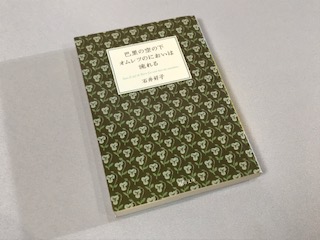 巴里の空の下
オムレツのにおいは
流れる
石井好子